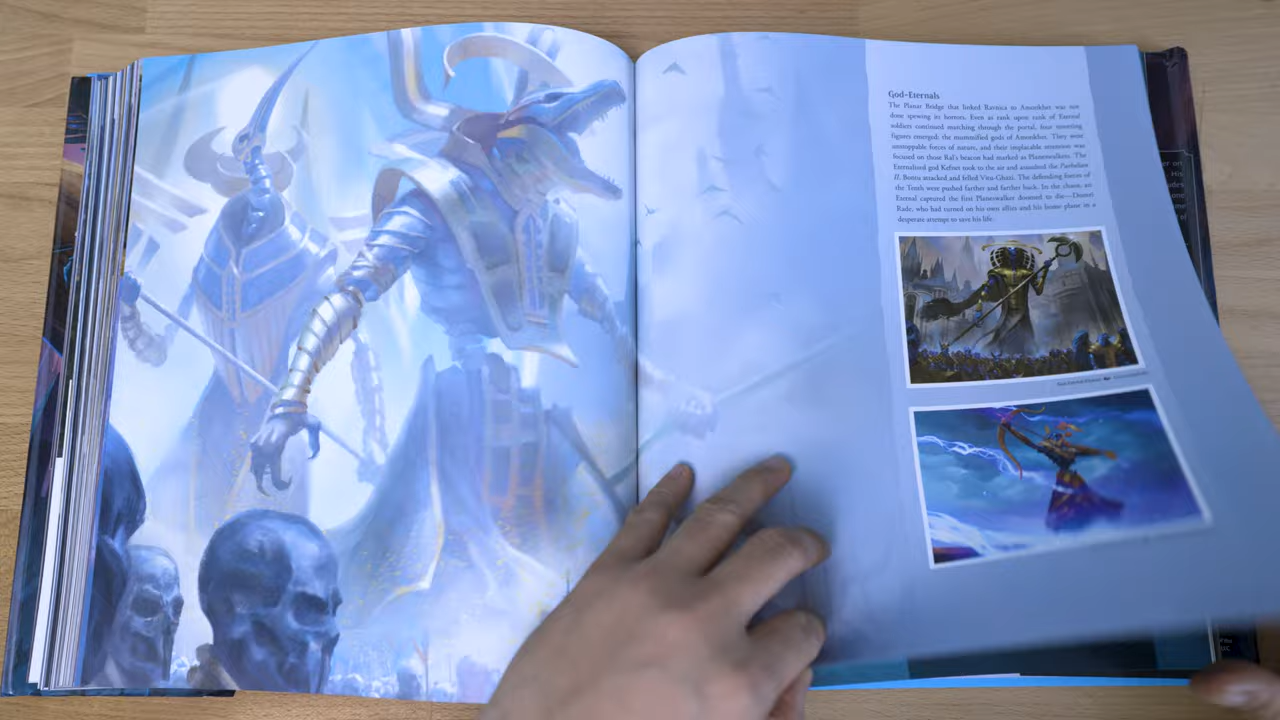 God-Eternals
The Planar Bridge that linked Ravnica to Amonkhet was not
done spewing its horrors. Even as rank upon rank of Eternal
soldiers continued marching through the portal, four towering
figures emerged: the mummified gods of Amonkhet. They were
unstoppable forces of nature, and their implacable attention was
focused on those Ral's beacon had marked as Planeswalkers. The
Eternalized god Kefnet took to the air and assaulted the Parhelion
II. Bontu attacked and felled Vitu-Ghazi. The defending forces of
the Tenth were pushed farther and farther back. In the chaos, an
Eternal captured the first Planeswalker doomed to die—Domri
Rade, who had turned on his own allies and his home plane in a
desperate attempt to save his life.
er on
His
udes
one
me